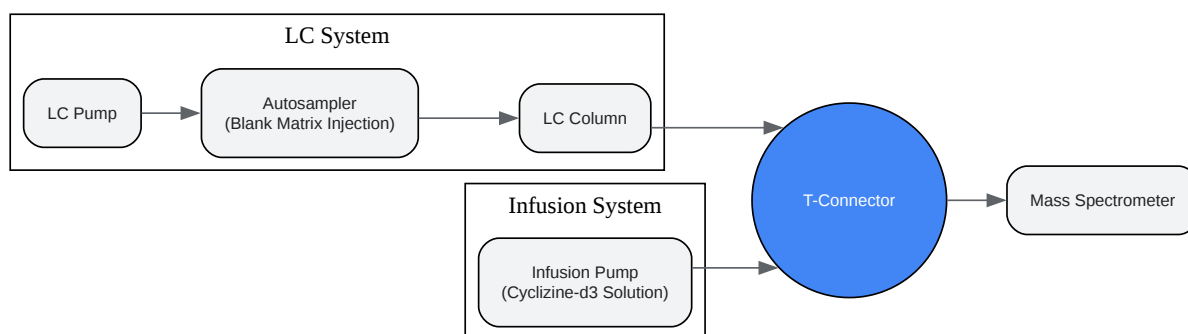 LC System
LC Pump
Autosampler
(Blank Matrix Injection)
LC Column
T-Connector
Mass Spectrometer
Infusion System
Infusion Pump
(Cyclizine-d3 Solution)